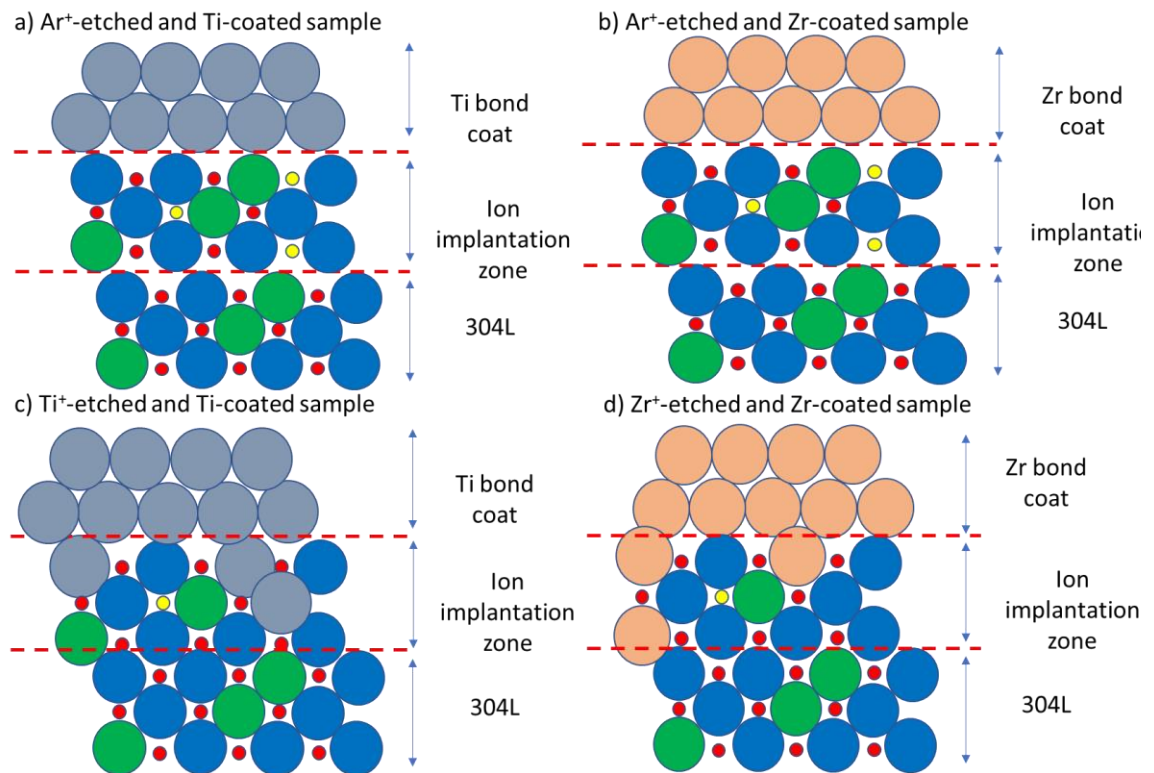 a) Ar⁺-etched and Ti-coated sample
Ti bond
coat
Ion
implantation
zone
304L
b) Ar⁺-etched and Zr-coated sample
Zr bond
coat
Ion
implantati
zone
304L
c) Ti⁺-etched and Ti-coated sample
Ti bond
coat
Ion
implantation
zone
304L
d) Zr⁺-etched and Zr-coated sample
Zr bond
coat
Ion
implantation
zone
304L